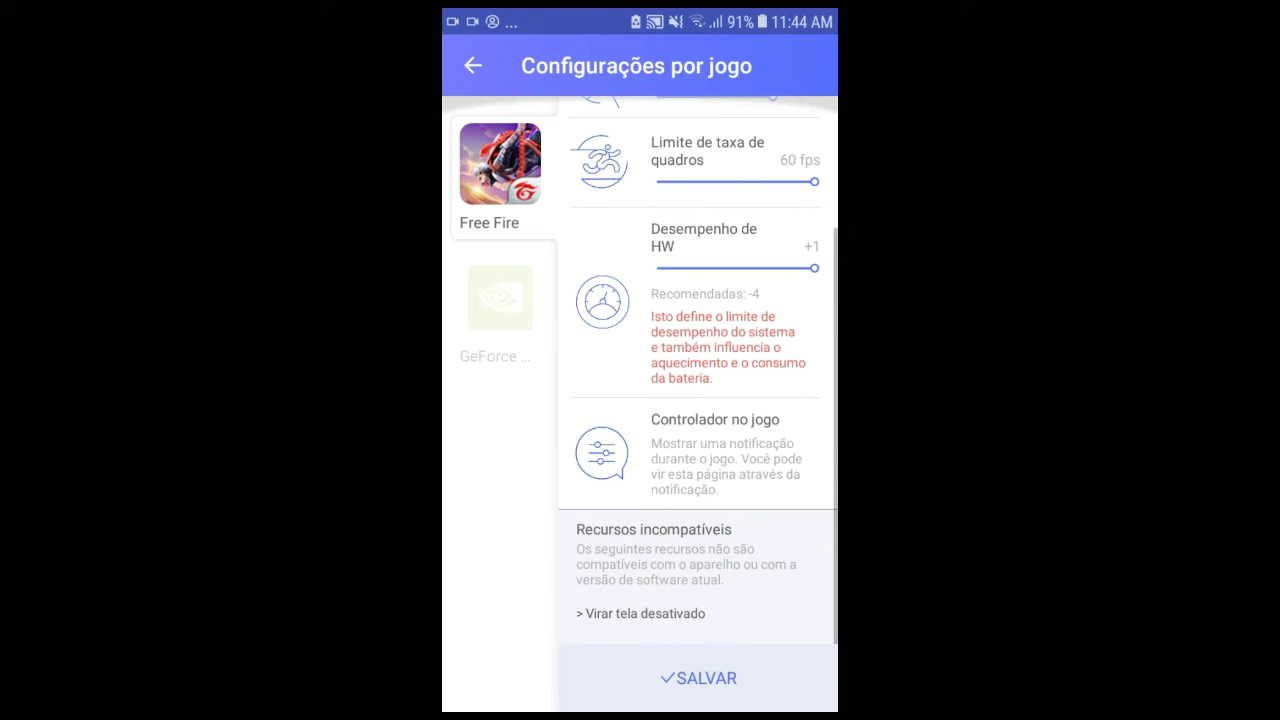 ... 91% 11:44 AM
Configurações por jogo
Free Fire
GeForce ...
Limite de taxa de
quadros 60 fps
Desempenho de
HW +1
Recomendadas: -4
Isto define o limite de
desempenho do sistema
e também influencia o
aquecimento e o consumo
da bateria.
Controlador no jogo
Mostrar uma notificação
durante o jogo. Você pode
vir esta página através da
notificação.
Recursos incompatíveis
Os seguintes recursos não são
compatíveis com o aparelho ou com a
versão de software atual.
> Virar tela desativado
SALVAR